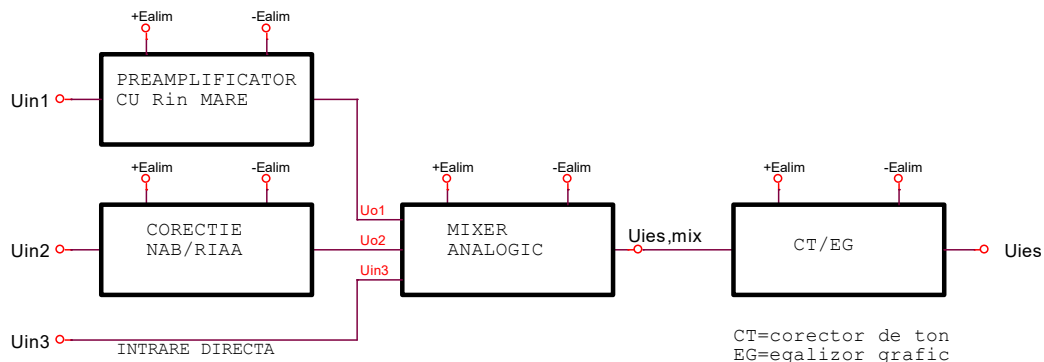 +Ealim -Ealim
PREAMPLIFICATOR
CU Rin MARE
Uin1
+Ealim -Ealim +Ealim -Ealim +Ealim -Ealim
Uo1
CORECTIE
NAB/RIAA
Uin2
Uo2
MIXER
ANALOGIC
Uies,mix
CT/EG
Uies
Uin3
Uin3
INTRARE DIRECTA
CT=corector de ton
EG=egalizor grafic